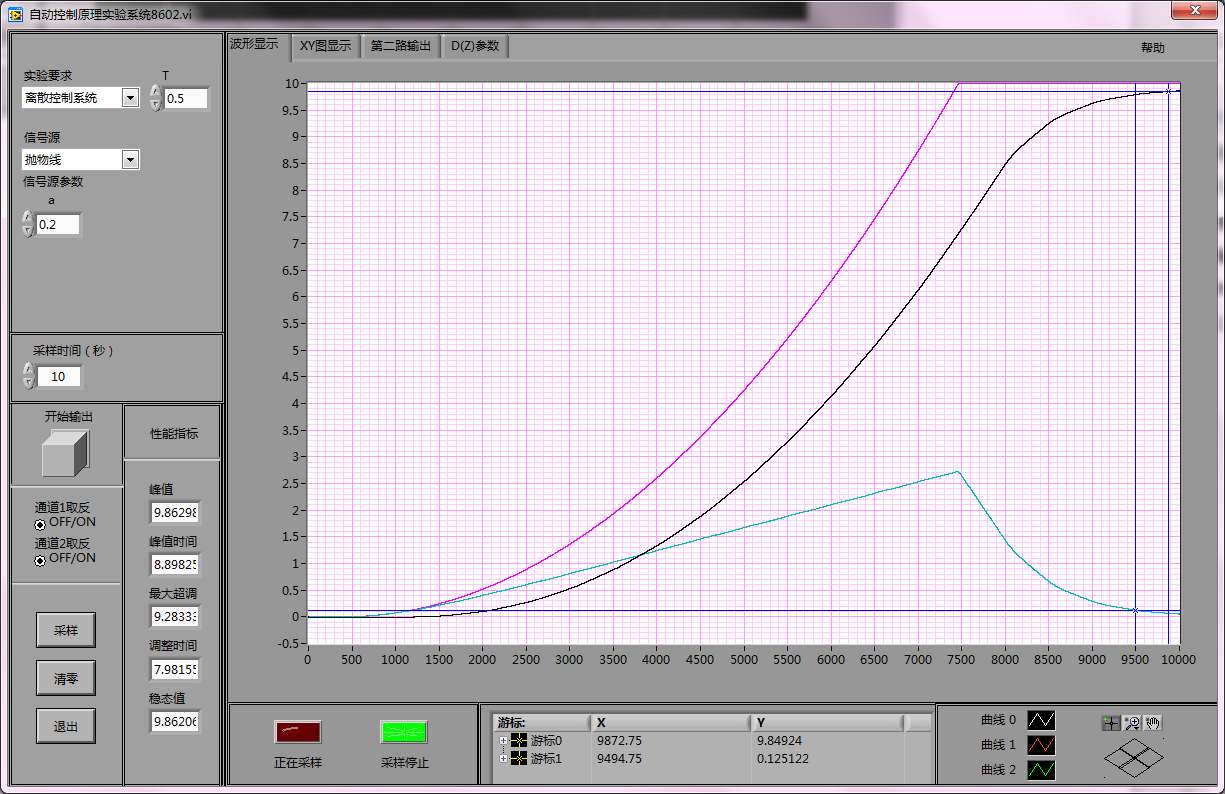 自动控制原理实验系统8602.vi
波形显示
XY图显示
第二路输出
D(Z)参数
帮助
实验要求
T
离散控制系统
0.5
信号源
抛物线
信号源参数
a
0.2
采样时间（秒）
10
开始输出
性能指标
通道1取反
OFF/ON
通道2取反
OFF/ON
峰值
9.86298
峰值时间
8.89825
最大超调
9.28333
调整时间
7.98155
稳态值
9.86206
采样
清零
退出
10
9.5
9
8.5
8
7.5
7
6.5
6
5.5
5
4.5
4
3.5
3
2.5
2
1.5
1
0.5
0
-0.5
0 500 1000 1500 2000 2500 3000 3500 4000 4500 5000 5500 6000 6500 7000 7500 8000 8500 9000 9500 10000
正在采样
采样停止
游标: X Y
游标0 9872.75 9.84924
游标1 9494.75 0.125122
曲线 0
曲线 1
曲线 2